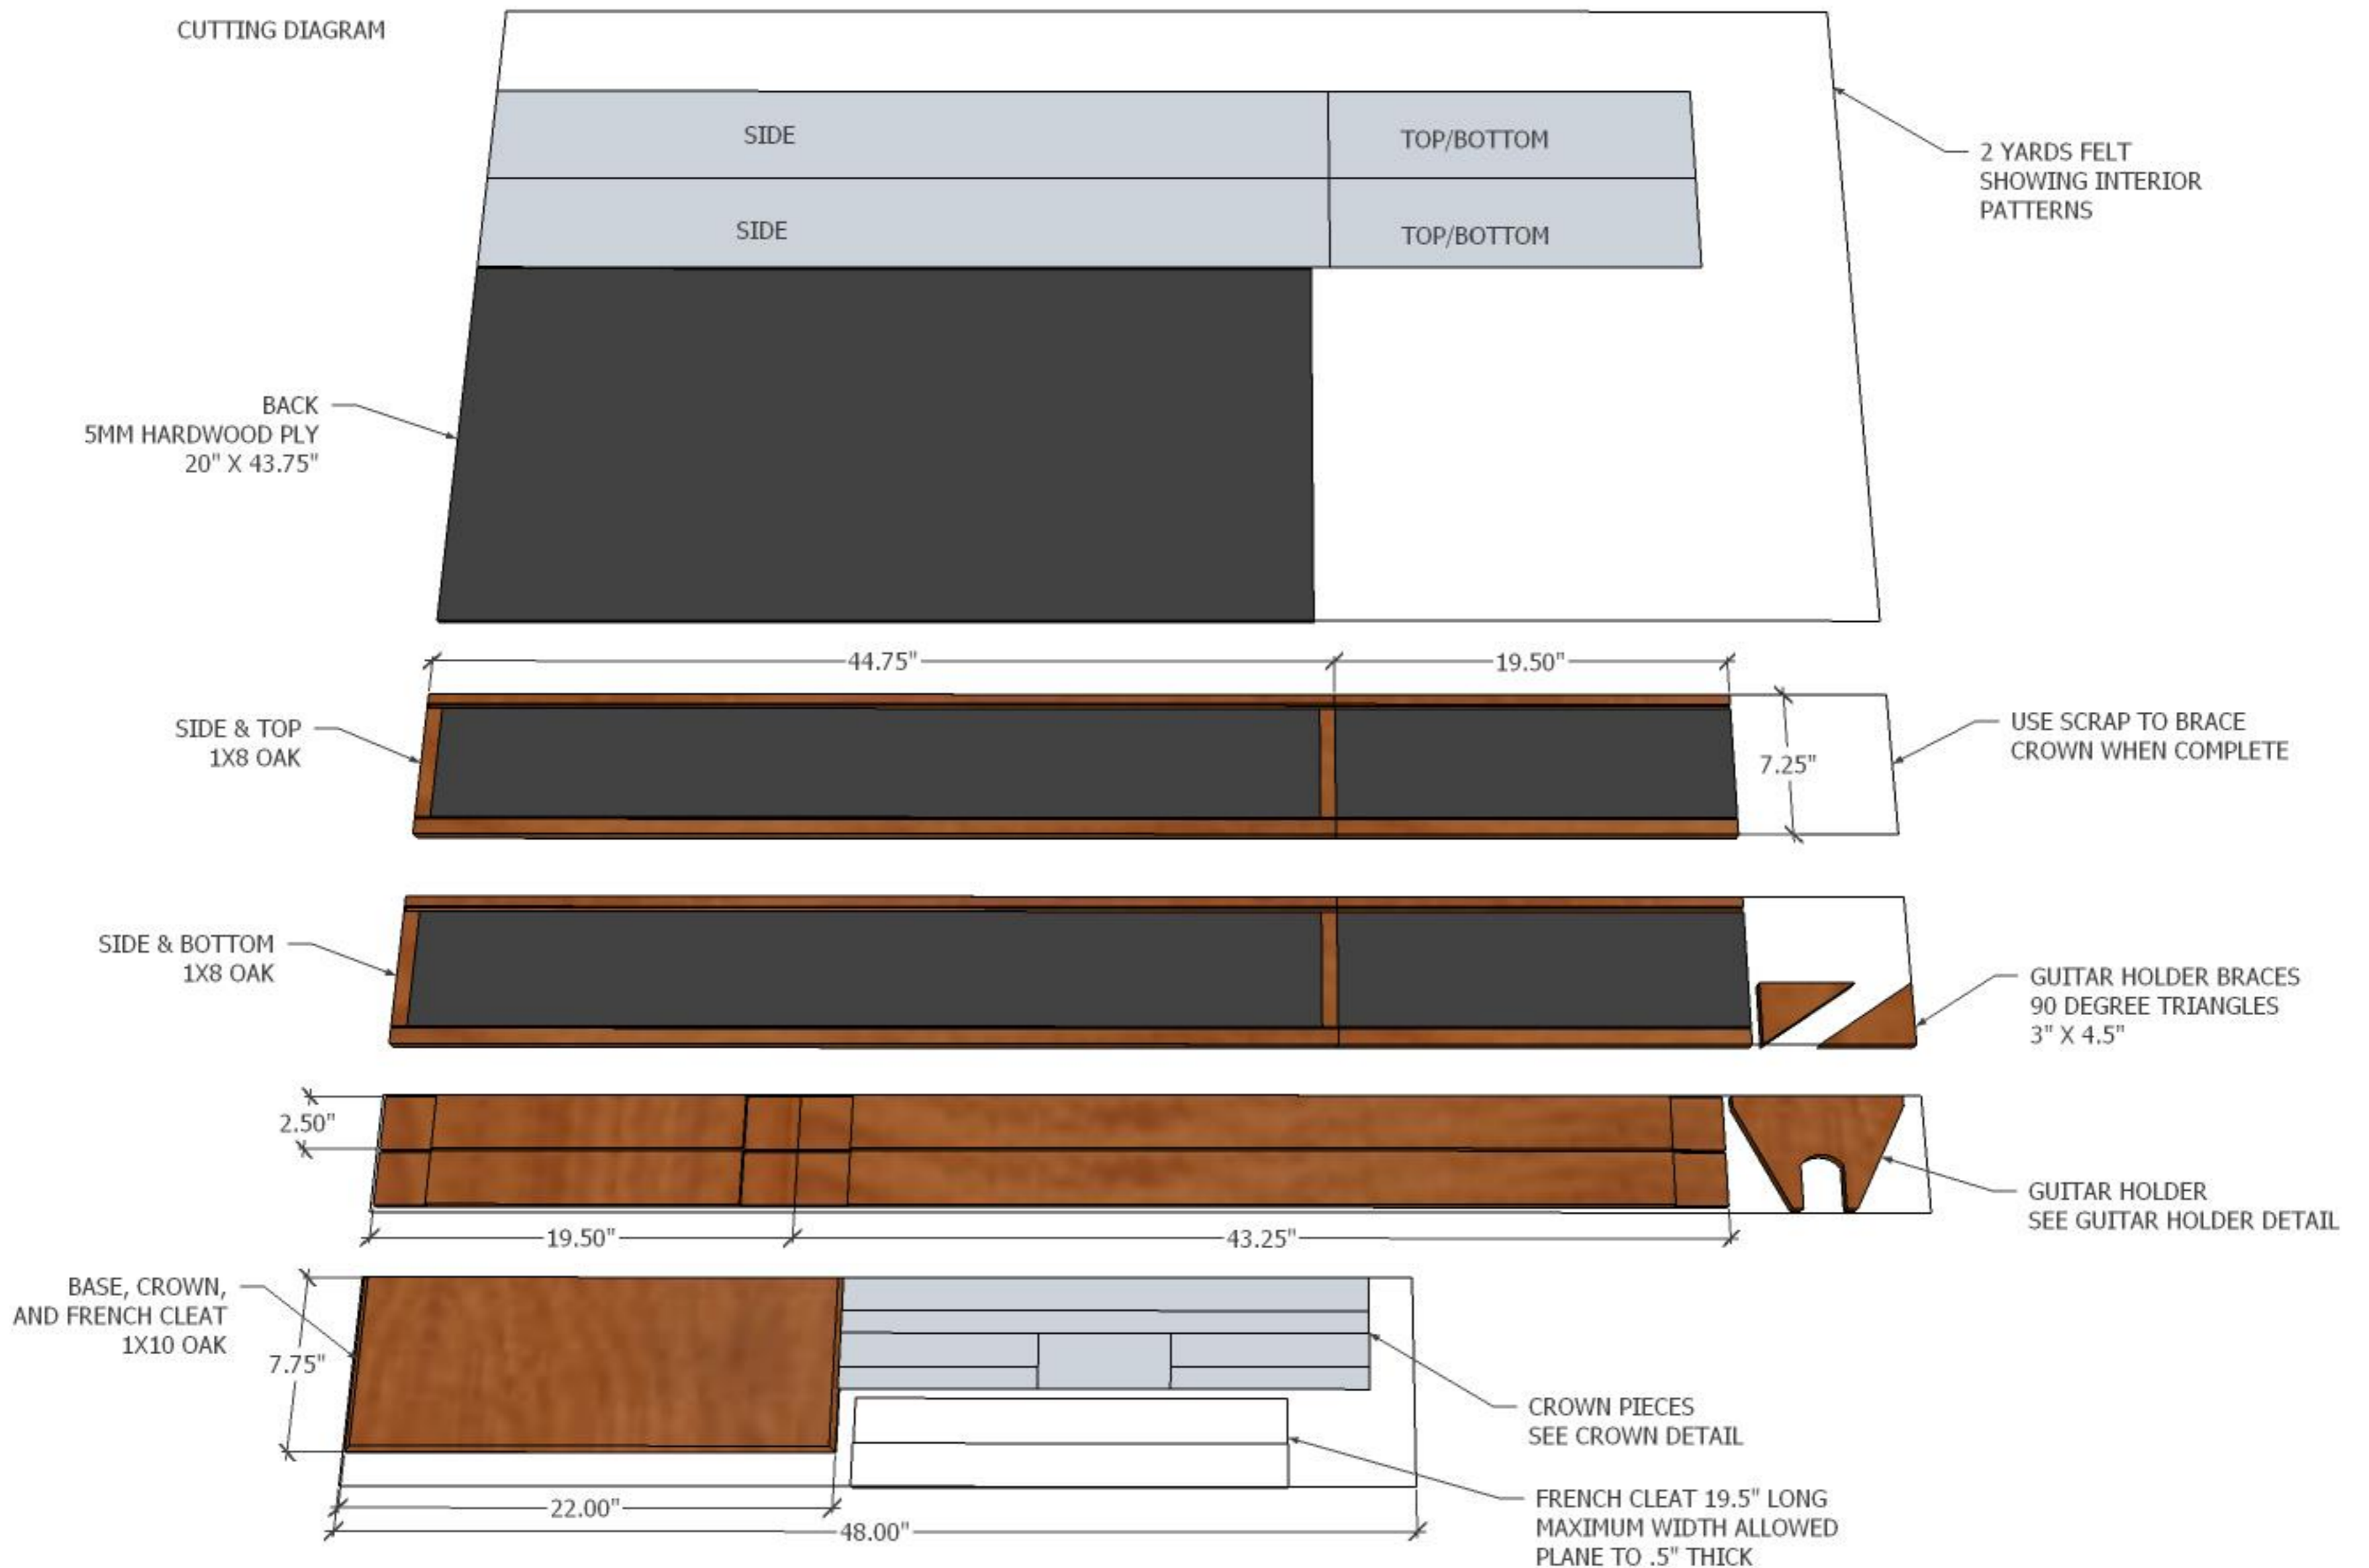 CUTTING DIAGRAM
SIDE
TOP/BOTTOM
2 YARDS FELT
SHOWING INTERIOR
PATTERNS
SIDE
TOP/BOTTOM
BACK
5MM HARDWOOD PLY
20" X 43.75"
44.75"
19.50"
SIDE & TOP
1X8 OAK
7.25"
USE SCRAP TO BRACE
CROWN WHEN COMPLETE
SIDE & BOTTOM
1X8 OAK
GUITAR HOLDER BRACES
90 DEGREE TRIANGLES
3" X 4.5"
2.50"
GUITAR HOLDER
SEE GUITAR HOLDER DETAIL
19.50"
43.25"
BASE, CROWN,
AND FRENCH CLEAT
1X10 OAK
7.75"
CROWN PIECES
SEE CROWN DETAIL
22.00"
48.00"
FRENCH CLEAT 19.5" LONG
MAXIMUM WIDTH ALLOWED
PLANE TO .5" THICK